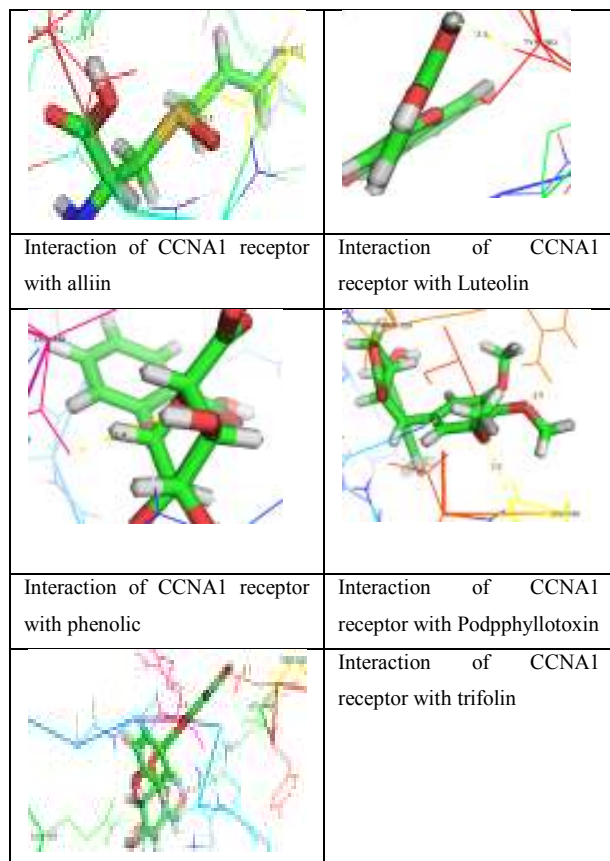 Interaction of CCNA1 receptor
with alliin
Interaction of CCNA1
receptor with Luteolin
Interaction of CCNA1 receptor
with phenolic
Interaction of CCNA1
receptor with Podpphyllotoxin
Interaction of CCNA1
receptor with trifolin